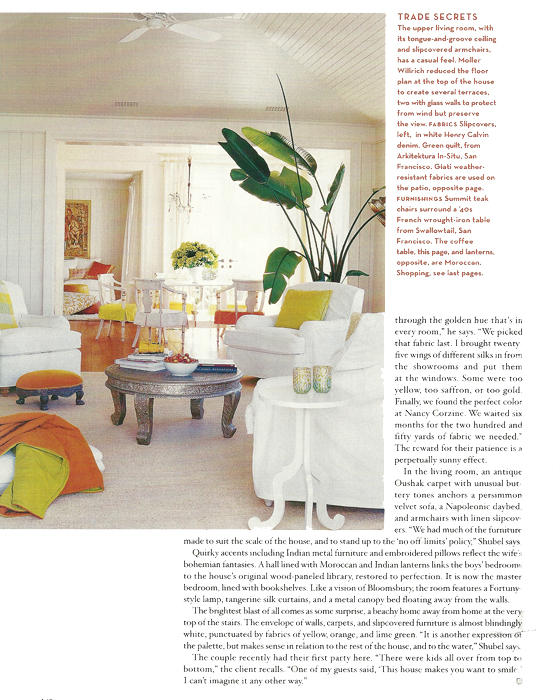 TRADE SECRETS
The upper living room, with
its tongue-and-groove ceiling
and slipcovered armchairs,
has a casual feel. Moller
Willrich reduced the floor
plan at the top of the house
to create several terraces,
two with glass walls to protect
from wind but preserve
the view. FABRICS Slipcovers,
left, in white Henry Calvin
denim. Green quilt, from
Arkitektura In-Situ, San
Francisco. Giati weather-
resistant fabrics are used on
the patio, opposite page.
FURNISHINGS Summit teak
chairs surround a '40s
French wrought-iron table
from Swallowtail, San
Francisco. The coffee
table, this page, and lanterns,
opposite, are Moroccan.
Shopping, see last pages.
through the golden hue that's in
every room," he says. "We picked
that fabric last. I brought twenty-
five wings of different silks in from
the showrooms and put them
at the windows. Some were too
yellow, too saffron, or too gold.
Finally, we found the perfect color
at Nancy Corzine. We waited six
months for the two hundred and
fifty yards of fabric we needed."
The reward for their patience is a
perpetually sunny effect.
In the living room, an antique
Oushak carpet with unusual but-
tery tones anchors a persimmon
velvet sofa, a Napoleonic daybed,
and armchairs with linen slipcov-
ers. "We had much of the furniture
made to suit the scale of the house, and to stand up to the 'no off limits' policy," Shubel says.
Quirky accents including Indian metal furniture and embroidered pillows reflect the wife's
bohemian fantasies. A hall lined with Moroccan and Indian lanterns links the boys' bedrooms
to the house's original wood-paneled library, restored to perfection. It is now the master
bedroom, lined with bookshelves. Like a vision of Bloomsbury, the room features a Fortuny-
style lamp, tangerine silk curtains, and a metal canopy bed floating away from the walls.
The brightest blast of all comes as some surprise, a beachy home away from home at the very
top of the stairs. The envelope of walls, carpets, and slipcovered furniture is almost blindingly
white, punctuated by fabrics of yellow, orange, and lime green. "It is another expression of
the palette, but makes sense in relation to the rest of the house, and to the water," Shubel says.
The couple recently had their first party here. "There were kids all over from top to
bottom," the client recalls. "One of my guests said, 'This house makes you want to smile.'
I can't imagine it any other way."